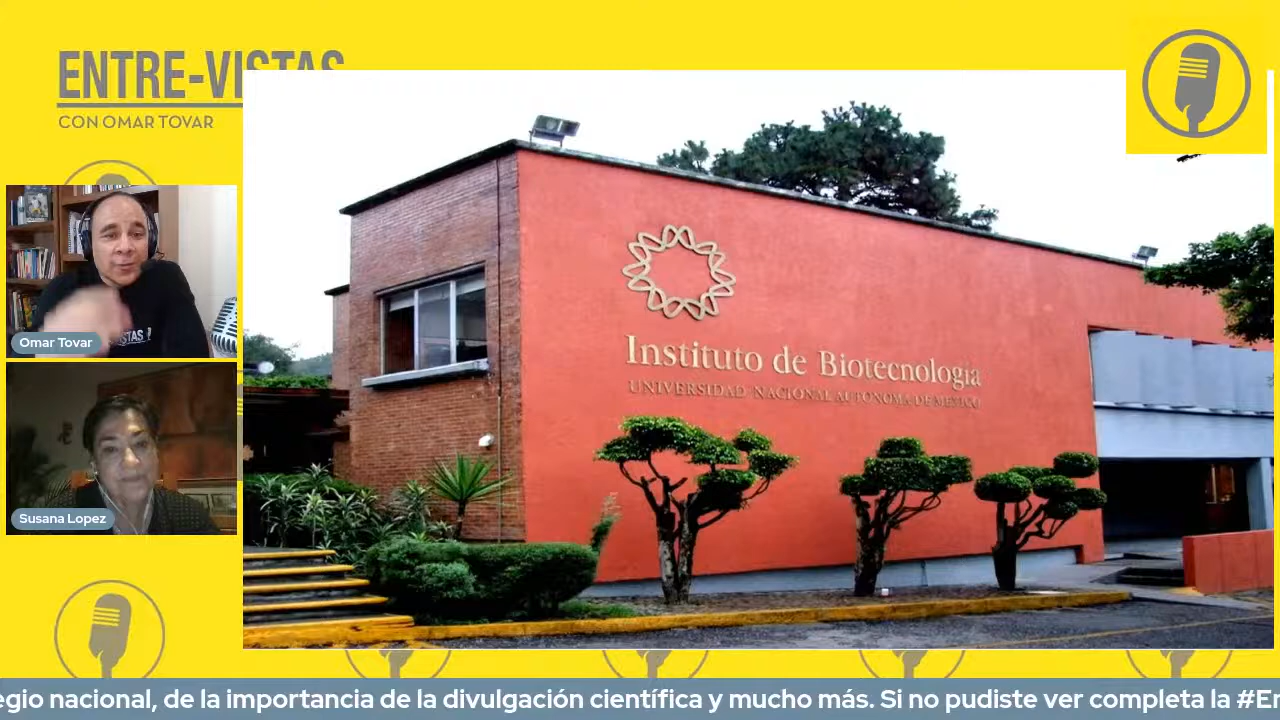 ENTRE-VISTAS
CON OMAR TOVAR
Omar Tovar
Susana Lopez
Instituto de Biotecnología
UNIVERSIDAD NACIONAL AUTÓNOMA DE MÉXICO
egio nacional, de la importancia de la divulgación científica y mucho más. Si no pudiste ver completa la #En